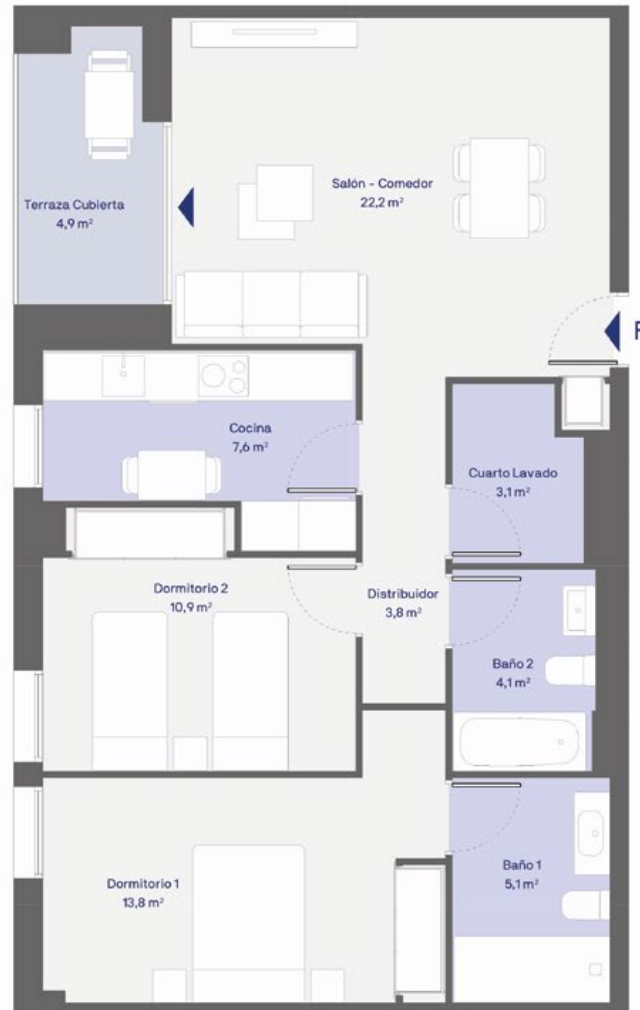 Terraza Cubierta
4,9 m²
Salón - Comedor
22,2 m²
Cocina
7,6 m²
Cuarto Lavado
3,1 m²
Dormitorio 2
10,9 m²
Distribuidor
3,8 m²
Baño 2
4,1 m²
Dormitorio 1
13,8 m²
Baño 1
5,1 m²